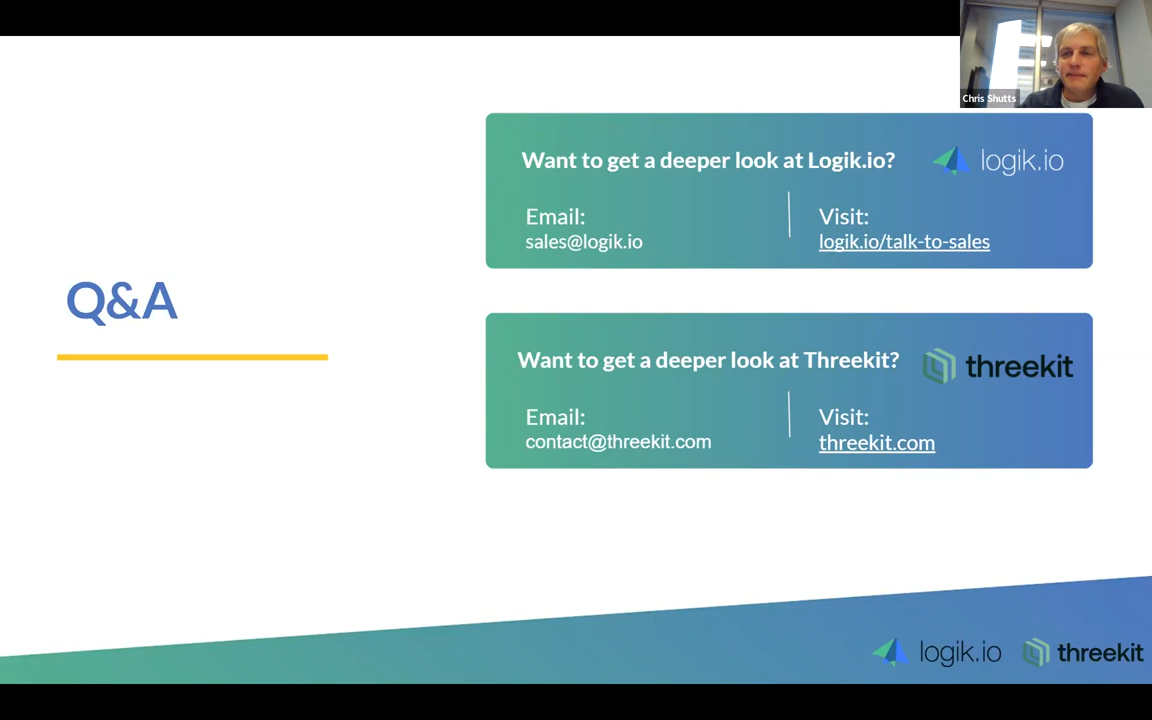 Chris Shutts
Want to get a deeper look at Logik.io?
logik.io
Email:
sales@logik.io
Visit:
logik.io/talk-to-sales
Q&A
Want to get a deeper look at Threekit?
threekit
Email:
contact@threekit.com
Visit:
threekit.com
logik.io
threekit